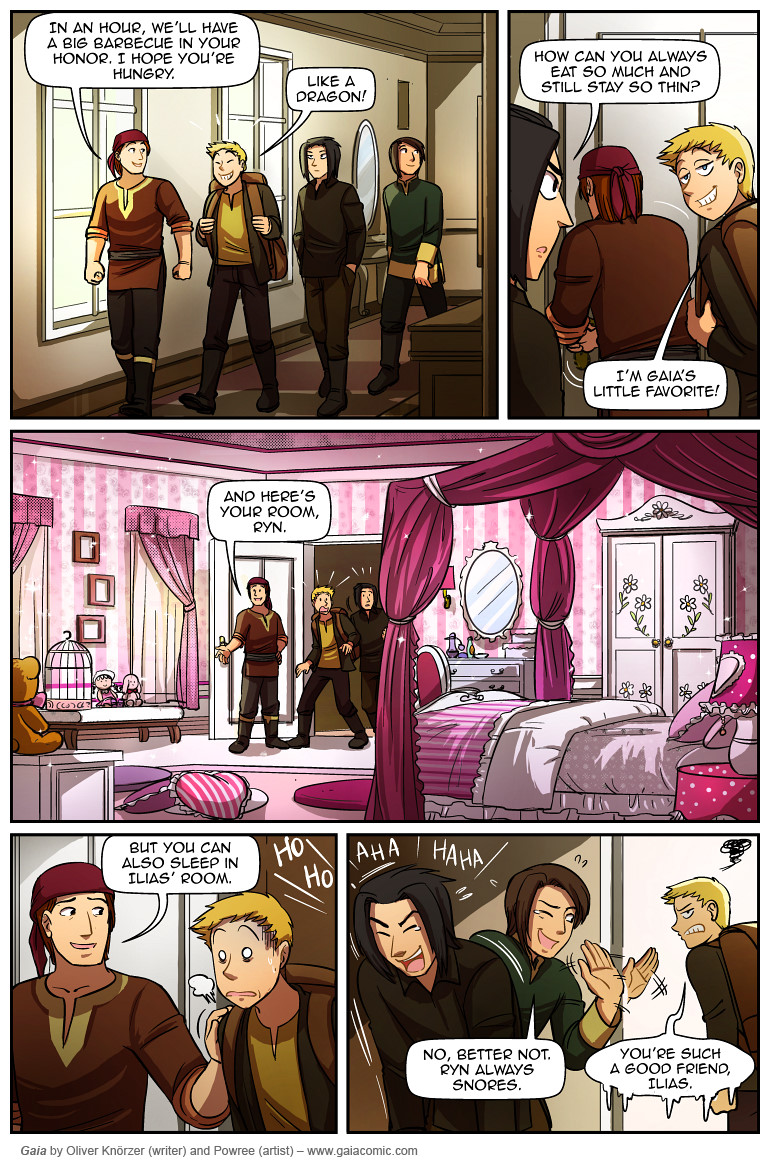 IN AN HOUR, WE'LL HAVE
A BIG BARBECUE IN YOUR
HONOR. I HOPE YOU'RE
HUNGRY.
LIKE A
DRAGON!
HOW CAN YOU ALWAYS
EAT SO MUCH AND
STILL STAY SO THIN?
I'M GAIA'S
LITTLE FAVORITE!
AND HERE'S
YOUR ROOM,
RYN.
BUT YOU CAN
ALSO SLEEP IN
ILIAS' ROOM.
HO
HO
AHA
HAHA
NO, BETTER NOT.
RYN ALWAYS
SNORES.
YOU'RE SUCH
A GOOD FRIEND,
ILIAS.
Gaia by Oliver Knörzer (writer) and Powree (artist) – www.gaiacomic.com